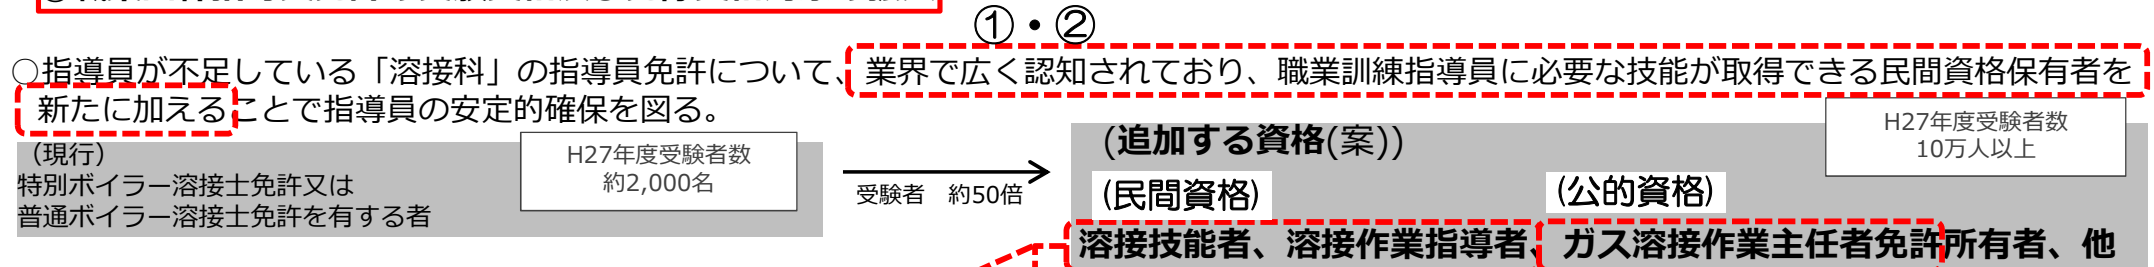 ①・②
○指導員が不足している「溶接科」の指導員免許について、業界で広く認知されており、職業訓練指導員に必要な技能が取得できる民間資格保有者を
新たに加えることで指導員の安定的確保を図る。
（現行）
特別ボイラー溶接士免許又は
普通ボイラー溶接士免許を有する者
H27年度受験者数
約2,000名
受験者　約50倍
(追加する資格(案))
H27年度受験者数
10万人以上
(民間資格)
(公的資格)
溶接技能者、溶接作業指導者、ガス溶接作業主任者免許所有者、他